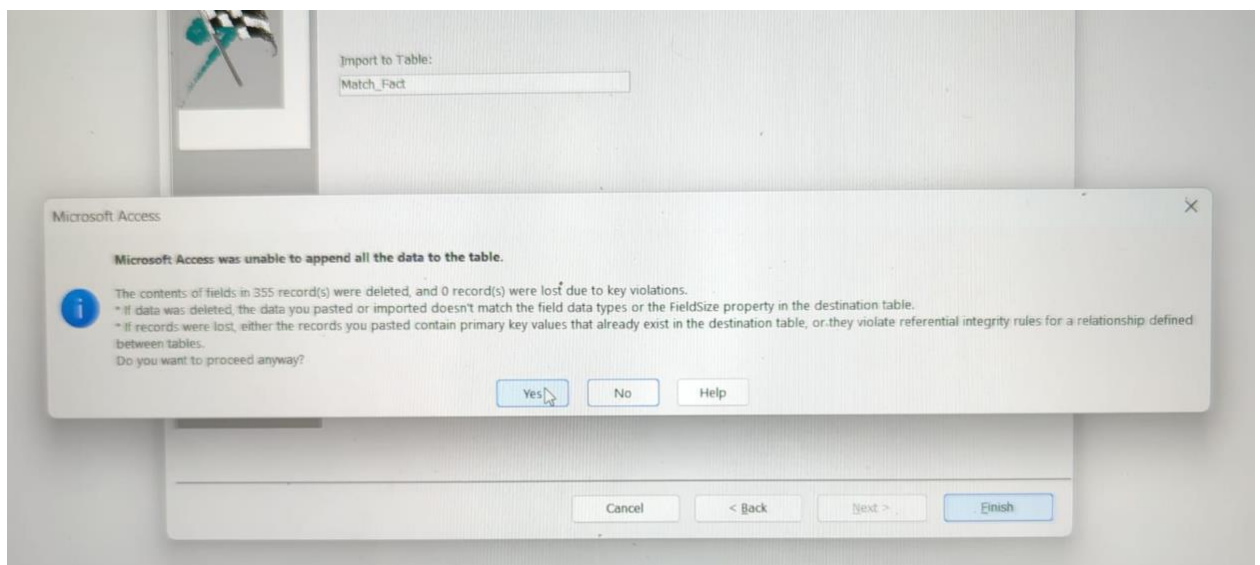 Import to Table:
Match_Fact
Microsoft Access
Microsoft Access was unable to append all the data to the table.
The contents of fields in 355 record(s) were deleted, and 0 record(s) were lost due to key violations.
* If data was deleted, the data you pasted or imported doesn't match the field data types or the FieldSize property in the destination table.
* If records were lost, either the records you pasted contain primary key values that already exist in the destination table, or they violate referential integrity rules for a relationship defined
between tables.
Do you want to proceed anyway?
Yes No Help
Cancel < Back Next > Finish